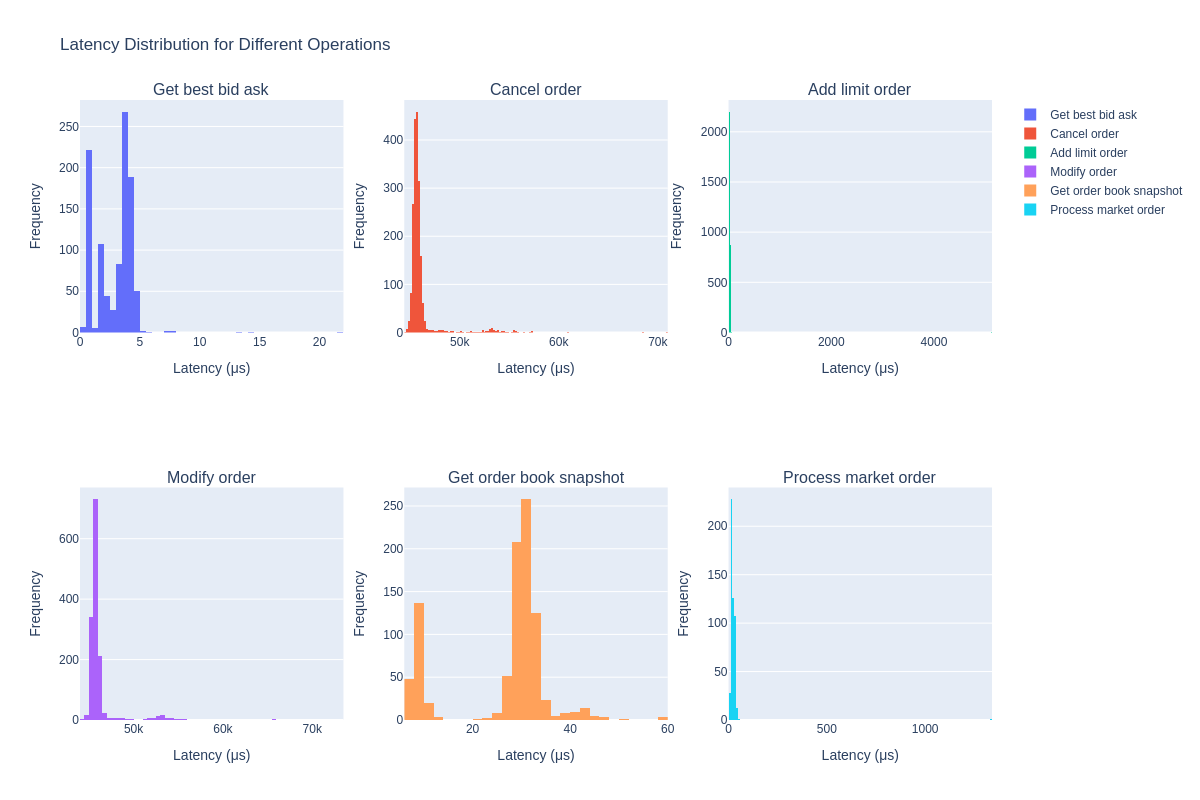 Latency Distribution for Different Operations
Get best bid ask
Cancel order
Add limit order
Get best bid ask
Cancel order
Add limit order
Modify order
Get order book snapshot
Process market order
Frequency
250
200
150
100
50
0
0 5 10 15 20
Latency (μs)
Frequency
400
300
200
100
0
50k 60k 70k
Latency (μs)
Frequency
2000
1500
1000
500
0
0 2000 4000
Latency (μs)
Modify order
Get order book snapshot
Process market order
Frequency
600
400
200
0
50k 60k 70k
Latency (μs)
Frequency
250
200
150
100
50
0
20 40 60
Latency (μs)
Frequency
200
150
100
50
0
0 500 1000
Latency (μs)